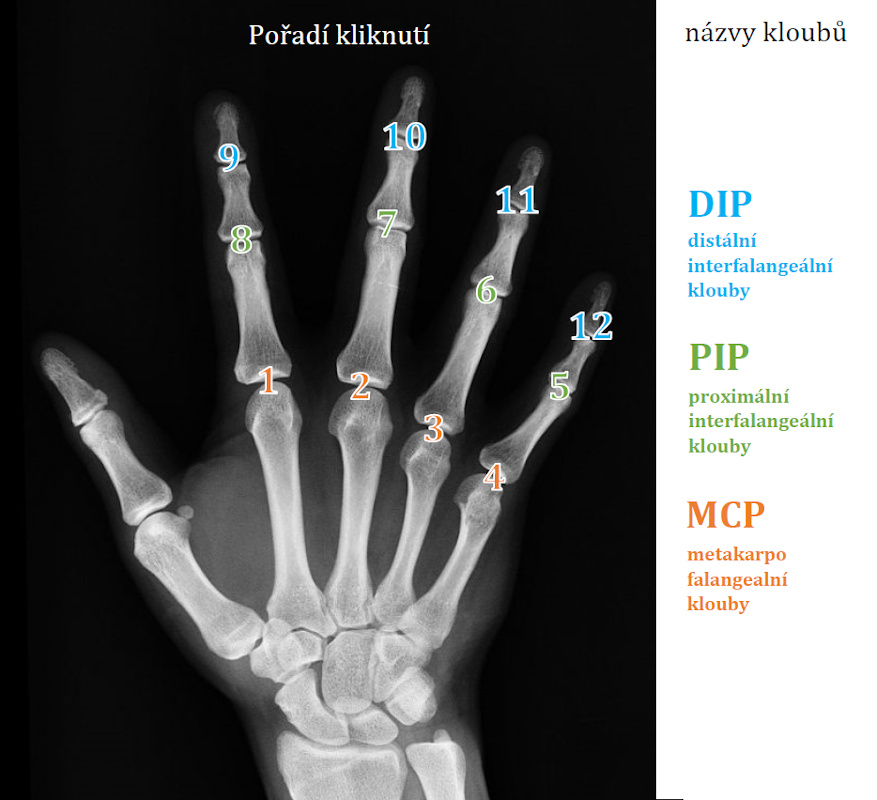 Pořadí kliknutí
názvy kloubů
9
10
11
12
8
7
6
5
1
2
3
4
DIP
distální
interfalangeální
klouby
PIP
proximální
interfalangeální
klouby
MCP
metakarpo
falangealní
klouby